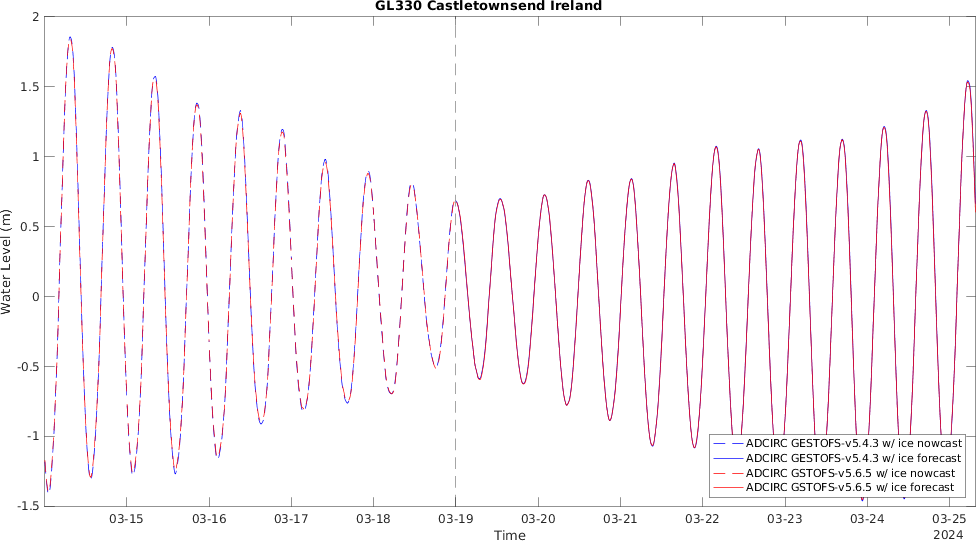 GL330 Castletownsend Ireland
Water Level (m)
2
1.5
1
0.5
0
-0.5
-1
-1.5
ADCIRC GESTOFS-v5.4.3 w/ ice nowcast
ADCIRC GESTOFS-v5.4.3 w/ ice forecast
ADCIRC GSTOFS-v5.6.5 w/ ice nowcast
ADCIRC GSTOFS-v5.6.5 w/ ice forecast
03-15 03-16 03-17 03-18 03-19 03-20 03-21 03-22 03-23 03-24 03-25
2024
Time